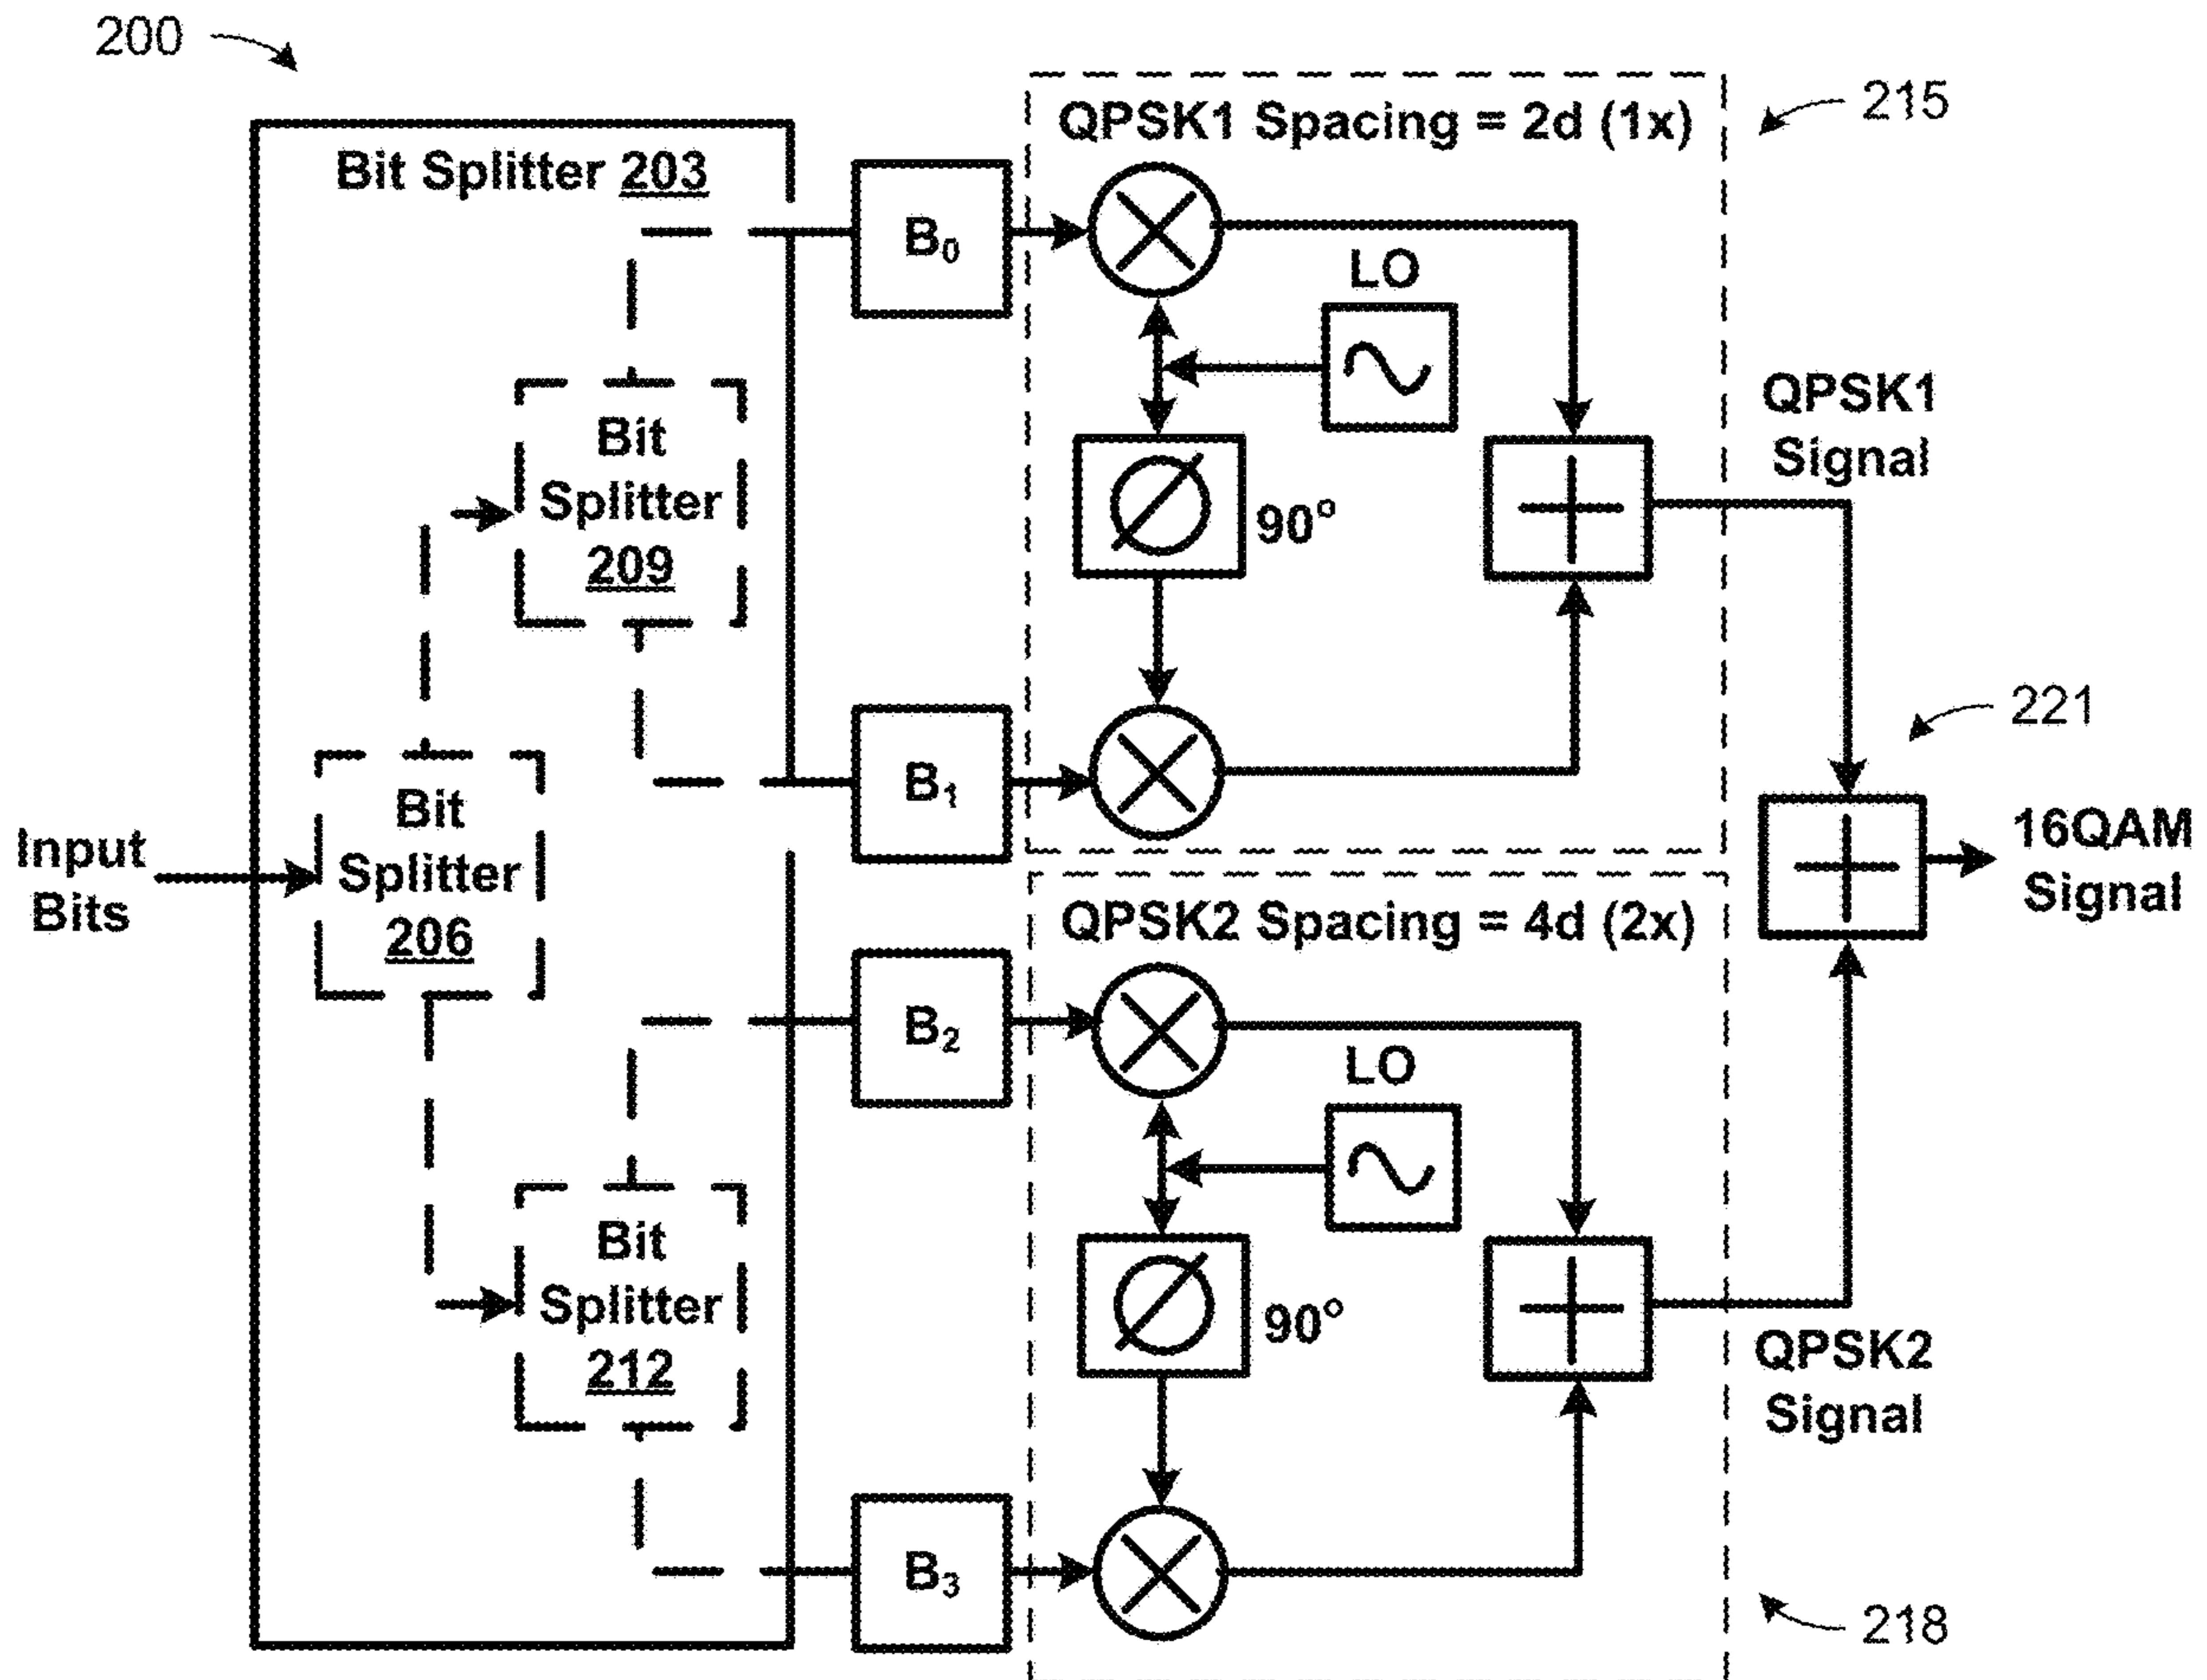 200
215
QPSK1 Spacing = 2d (1x)
Bit Splitter 203
B0
LO
QPSK1
Signal
Bit
Splitter
209
90°
221
B1
Bit
Splitter
206
Input
Bits
16QAM
Signal
QPSK2 Spacing = 4d (2x)
B2
LO
Bit
Splitter
212
90°
QPSK2
Signal
B3
218